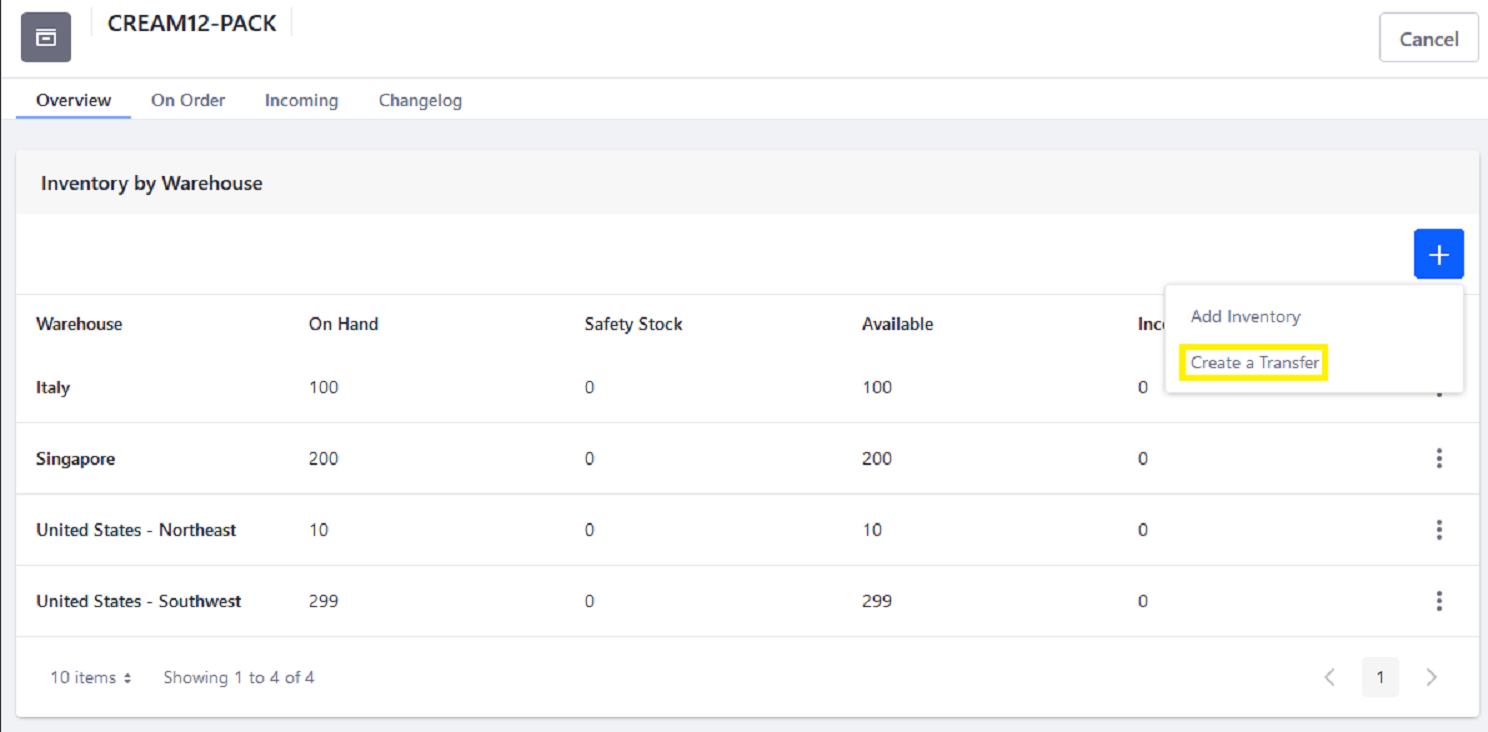 CREAM12-PACK
Cancel
Overview On Order Incoming Changelog
Inventory by Warehouse
+
Add Inventory
Create a Transfer
Warehouse On Hand Safety Stock Available
Italy 100 0 100 0
Singapore 200 0 200 0
United States - Northeast 10 0 10 0
United States - Southwest 299 0 299 0
10 items Showing 1 to 4 of 4 1